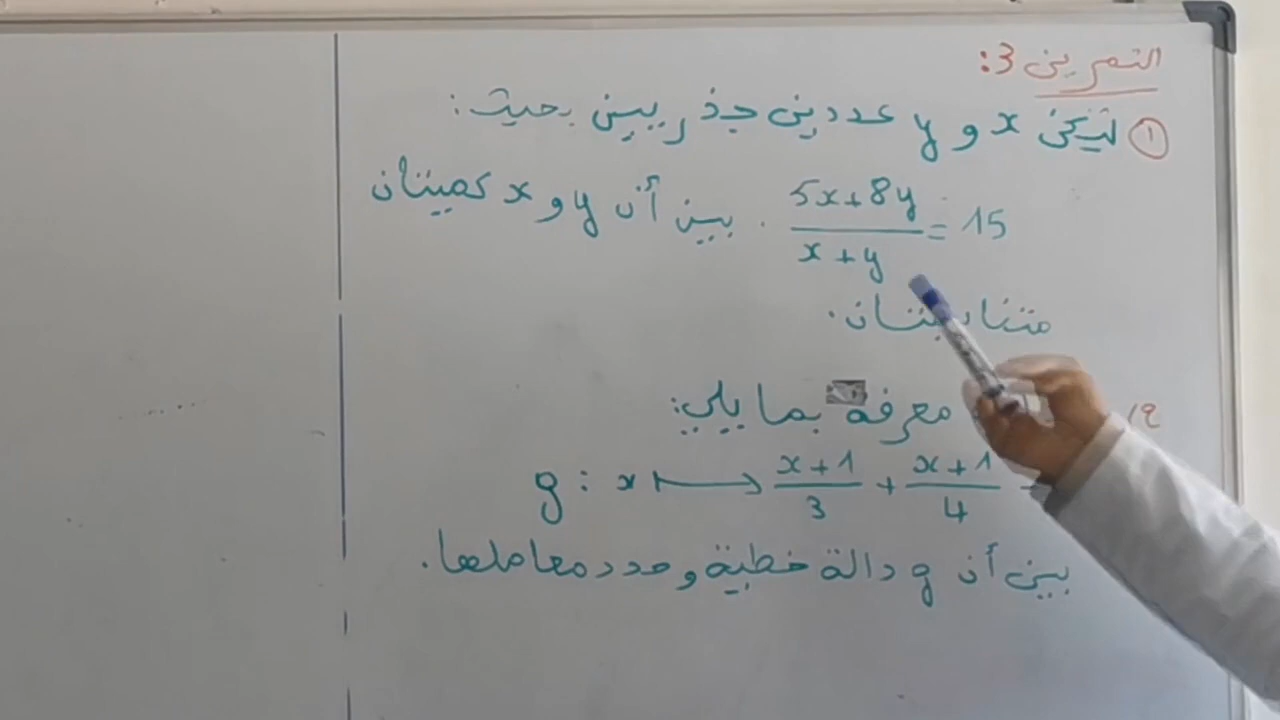 التمرين 3:
① لتكن x و y عددين جذريين بحيث:
5x+8y / x+y = 15 . بين أن y و x كميتان
متناسبتان.
معرفة بما يلي:
g : x ⟼ x+1/3 + x+1/4
بين أن g دالة خطية وحدد معاملها.